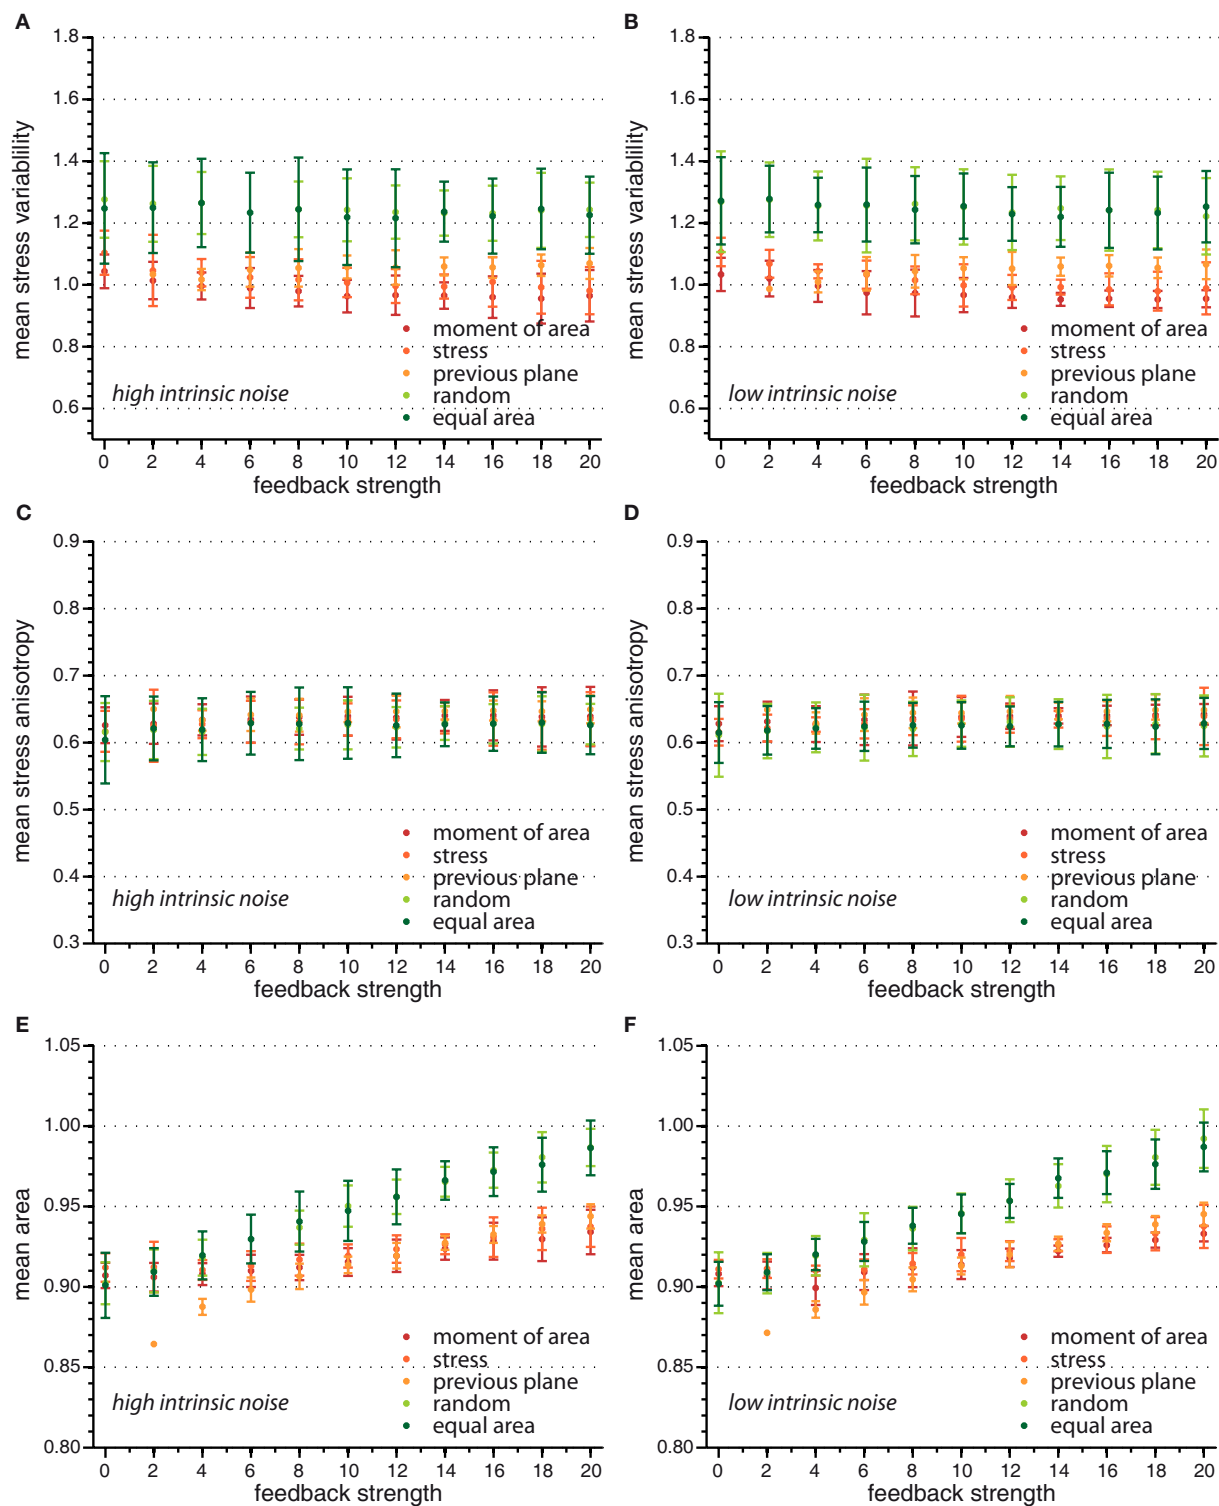 A
1.8
1.6
1.4
1.2
1.0
0.8
0.6
mean stress variablility
moment of area
stress
previous plane
random
equal area
high intrinsic noise
0 2 4 6 8 10 12 14 16 18 20
feedback strength
B
1.8
1.6
1.4
1.2
1.0
0.8
0.6
mean stress variablility
moment of area
stress
previous plane
random
equal area
low intrinsic noise
0 2 4 6 8 10 12 14 16 18 20
feedback strength
C
0.9
0.8
0.7
0.6
0.5
0.4
0.3
mean stress anisotropy
moment of area
stress
previous plane
random
equal area
high intrinsic noise
0 2 4 6 8 10 12 14 16 18 20
feedback strength
D
0.9
0.8
0.7
0.6
0.5
0.4
0.3
mean stress anisotropy
moment of area
stress
previous plane
random
equal area
low intrinsic noise
0 2 4 6 8 10 12 14 16 18 20
feedback strength
E
1.05
1.00
0.95
0.90
0.85
0.80
mean area
moment of area
stress
previous plane
random
equal area
high intrinsic noise
0 2 4 6 8 10 12 14 16 18 20
feedback strength
F
1.05
1.00
0.95
0.90
0.85
0.80
mean area
moment of area
stress
previous plane
random
equal area
low intrinsic noise
0 2 4 6 8 10 12 14 16 18 20
feedback strength